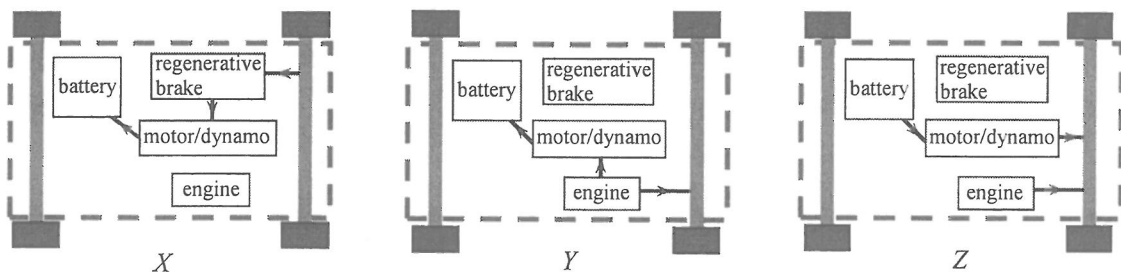 battery
regenerative
brake
motor/dynamo
engine
X
battery
regenerative
brake
motor/dynamo
engine
Y
battery
regenerative
brake
motor/dynamo
engine
Z